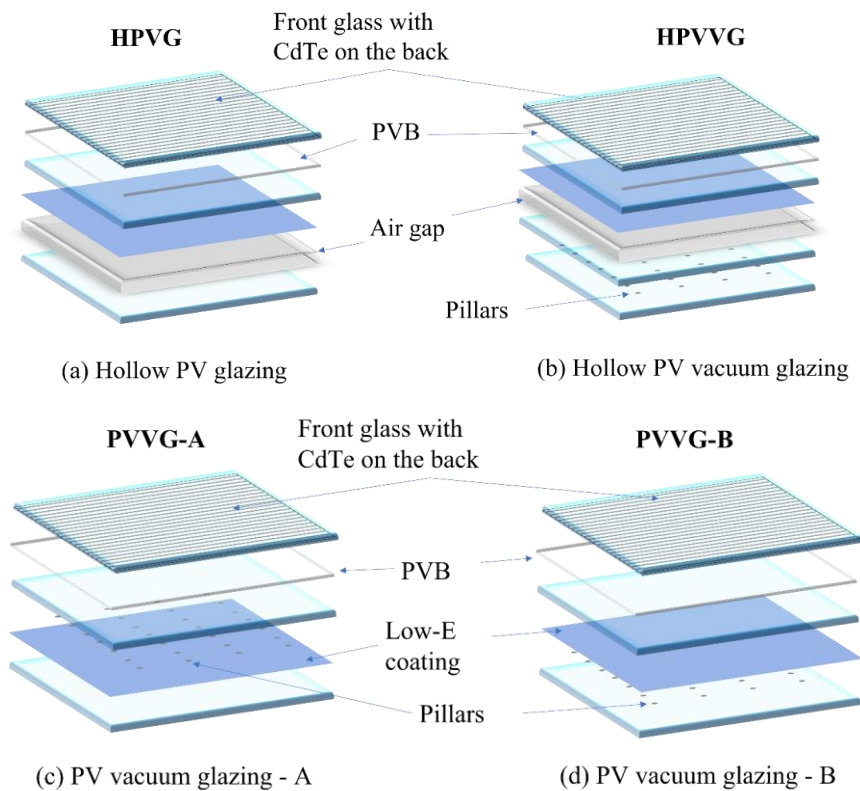 HPVG
Front glass with
CdTe on the back
HPVVG
PVB
Air gap
Pillars
(a) Hollow PV glazing
(b) Hollow PV vacuum glazing
PVVG-A
Front glass with
CdTe on the back
PVVG-B
PVB
Low-E
coating
Pillars
(c) PV vacuum glazing - A
(d) PV vacuum glazing - B